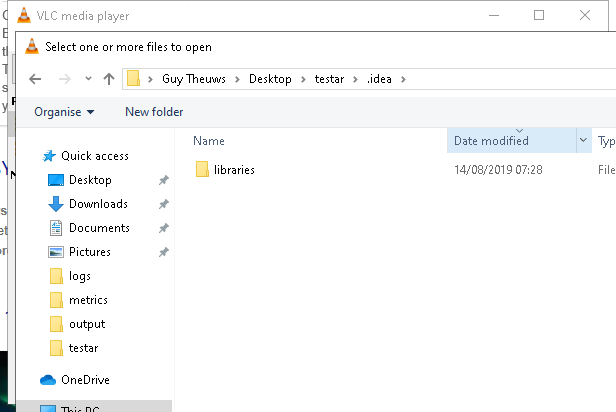 VLC media player
Select one or more files to open
Guy Theuws > Desktop > testar > .idea >
Organise New folder
Name Date modified Typ
Quick access
libraries 14/08/2019 07:28 File
Desktop
Downloads
Documents
Pictures
logs
metrics
output
testar
OneDrive
This PC